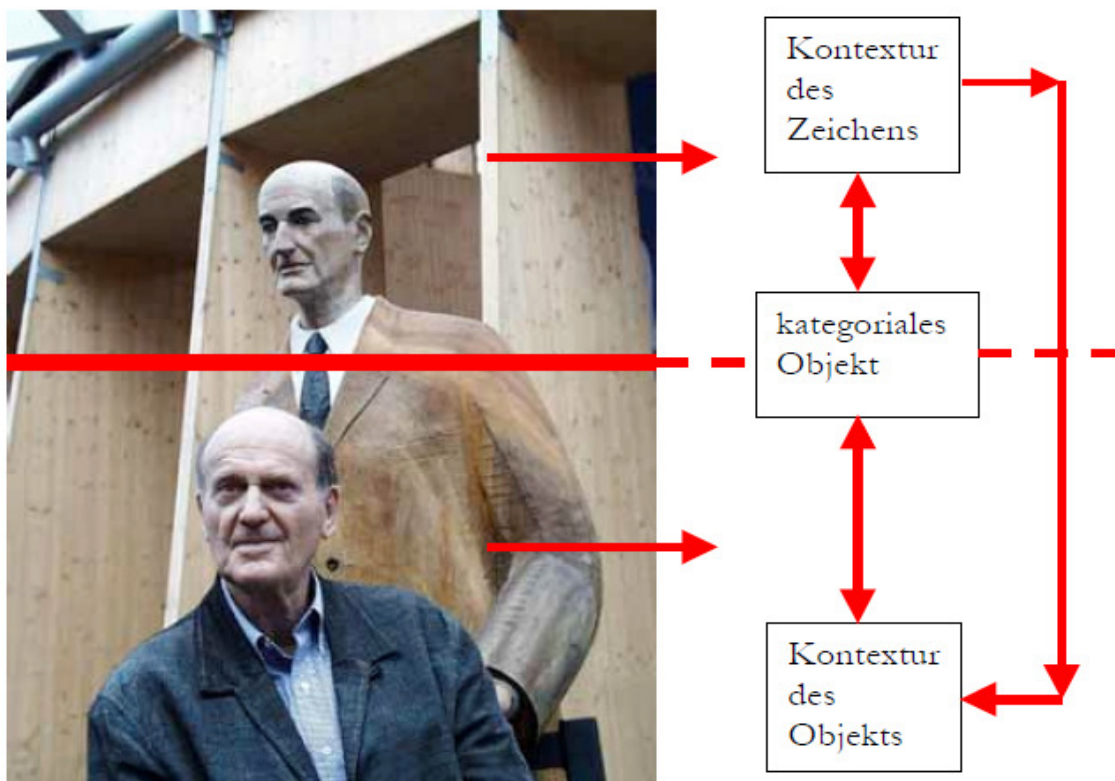 Kontextur
des
Zeichens
kategoriales
Objekt
Kontextur
des
Objekts